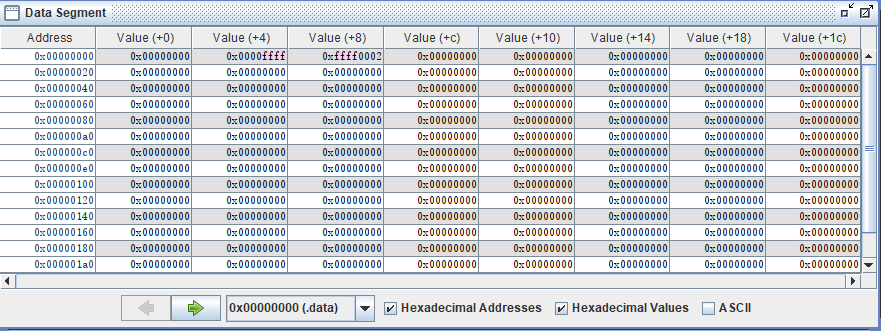 Data Segment
Address Value (+0) Value (+4) Value (+8) Value (+c) Value (+10) Value (+14) Value (+18) Value (+1c)
0x00000000 0x00000000 0x0000ffff 0xffff0002 0x00000000 0x00000000 0x00000000 0x00000000 0x00000000
0x00000020 0x00000000 0x00000000 0x00000000 0x00000000 0x00000000 0x00000000 0x00000000 0x00000000
0x00000040 0x00000000 0x00000000 0x00000000 0x00000000 0x00000000 0x00000000 0x00000000 0x00000000
0x00000060 0x00000000 0x00000000 0x00000000 0x00000000 0x00000000 0x00000000 0x00000000 0x00000000
0x00000080 0x00000000 0x00000000 0x00000000 0x00000000 0x00000000 0x00000000 0x00000000 0x00000000
0x000000a0 0x00000000 0x00000000 0x00000000 0x00000000 0x00000000 0x00000000 0x00000000 0x00000000
0x000000c0 0x00000000 0x00000000 0x00000000 0x00000000 0x00000000 0x00000000 0x00000000 0x00000000
0x000000e0 0x00000000 0x00000000 0x00000000 0x00000000 0x00000000 0x00000000 0x00000000 0x00000000
0x00000100 0x00000000 0x00000000 0x00000000 0x00000000 0x00000000 0x00000000 0x00000000 0x00000000
0x00000120 0x00000000 0x00000000 0x00000000 0x00000000 0x00000000 0x00000000 0x00000000 0x00000000
0x00000140 0x00000000 0x00000000 0x00000000 0x00000000 0x00000000 0x00000000 0x00000000 0x00000000
0x00000160 0x00000000 0x00000000 0x00000000 0x00000000 0x00000000 0x00000000 0x00000000 0x00000000
0x00000180 0x00000000 0x00000000 0x00000000 0x00000000 0x00000000 0x00000000 0x00000000 0x00000000
0x000001a0 0x00000000 0x00000000 0x00000000 0x00000000 0x00000000 0x00000000 0x00000000 0x00000000
0x00000000 (.data) Hexadecimal Addresses Hexadecimal Values ASCII